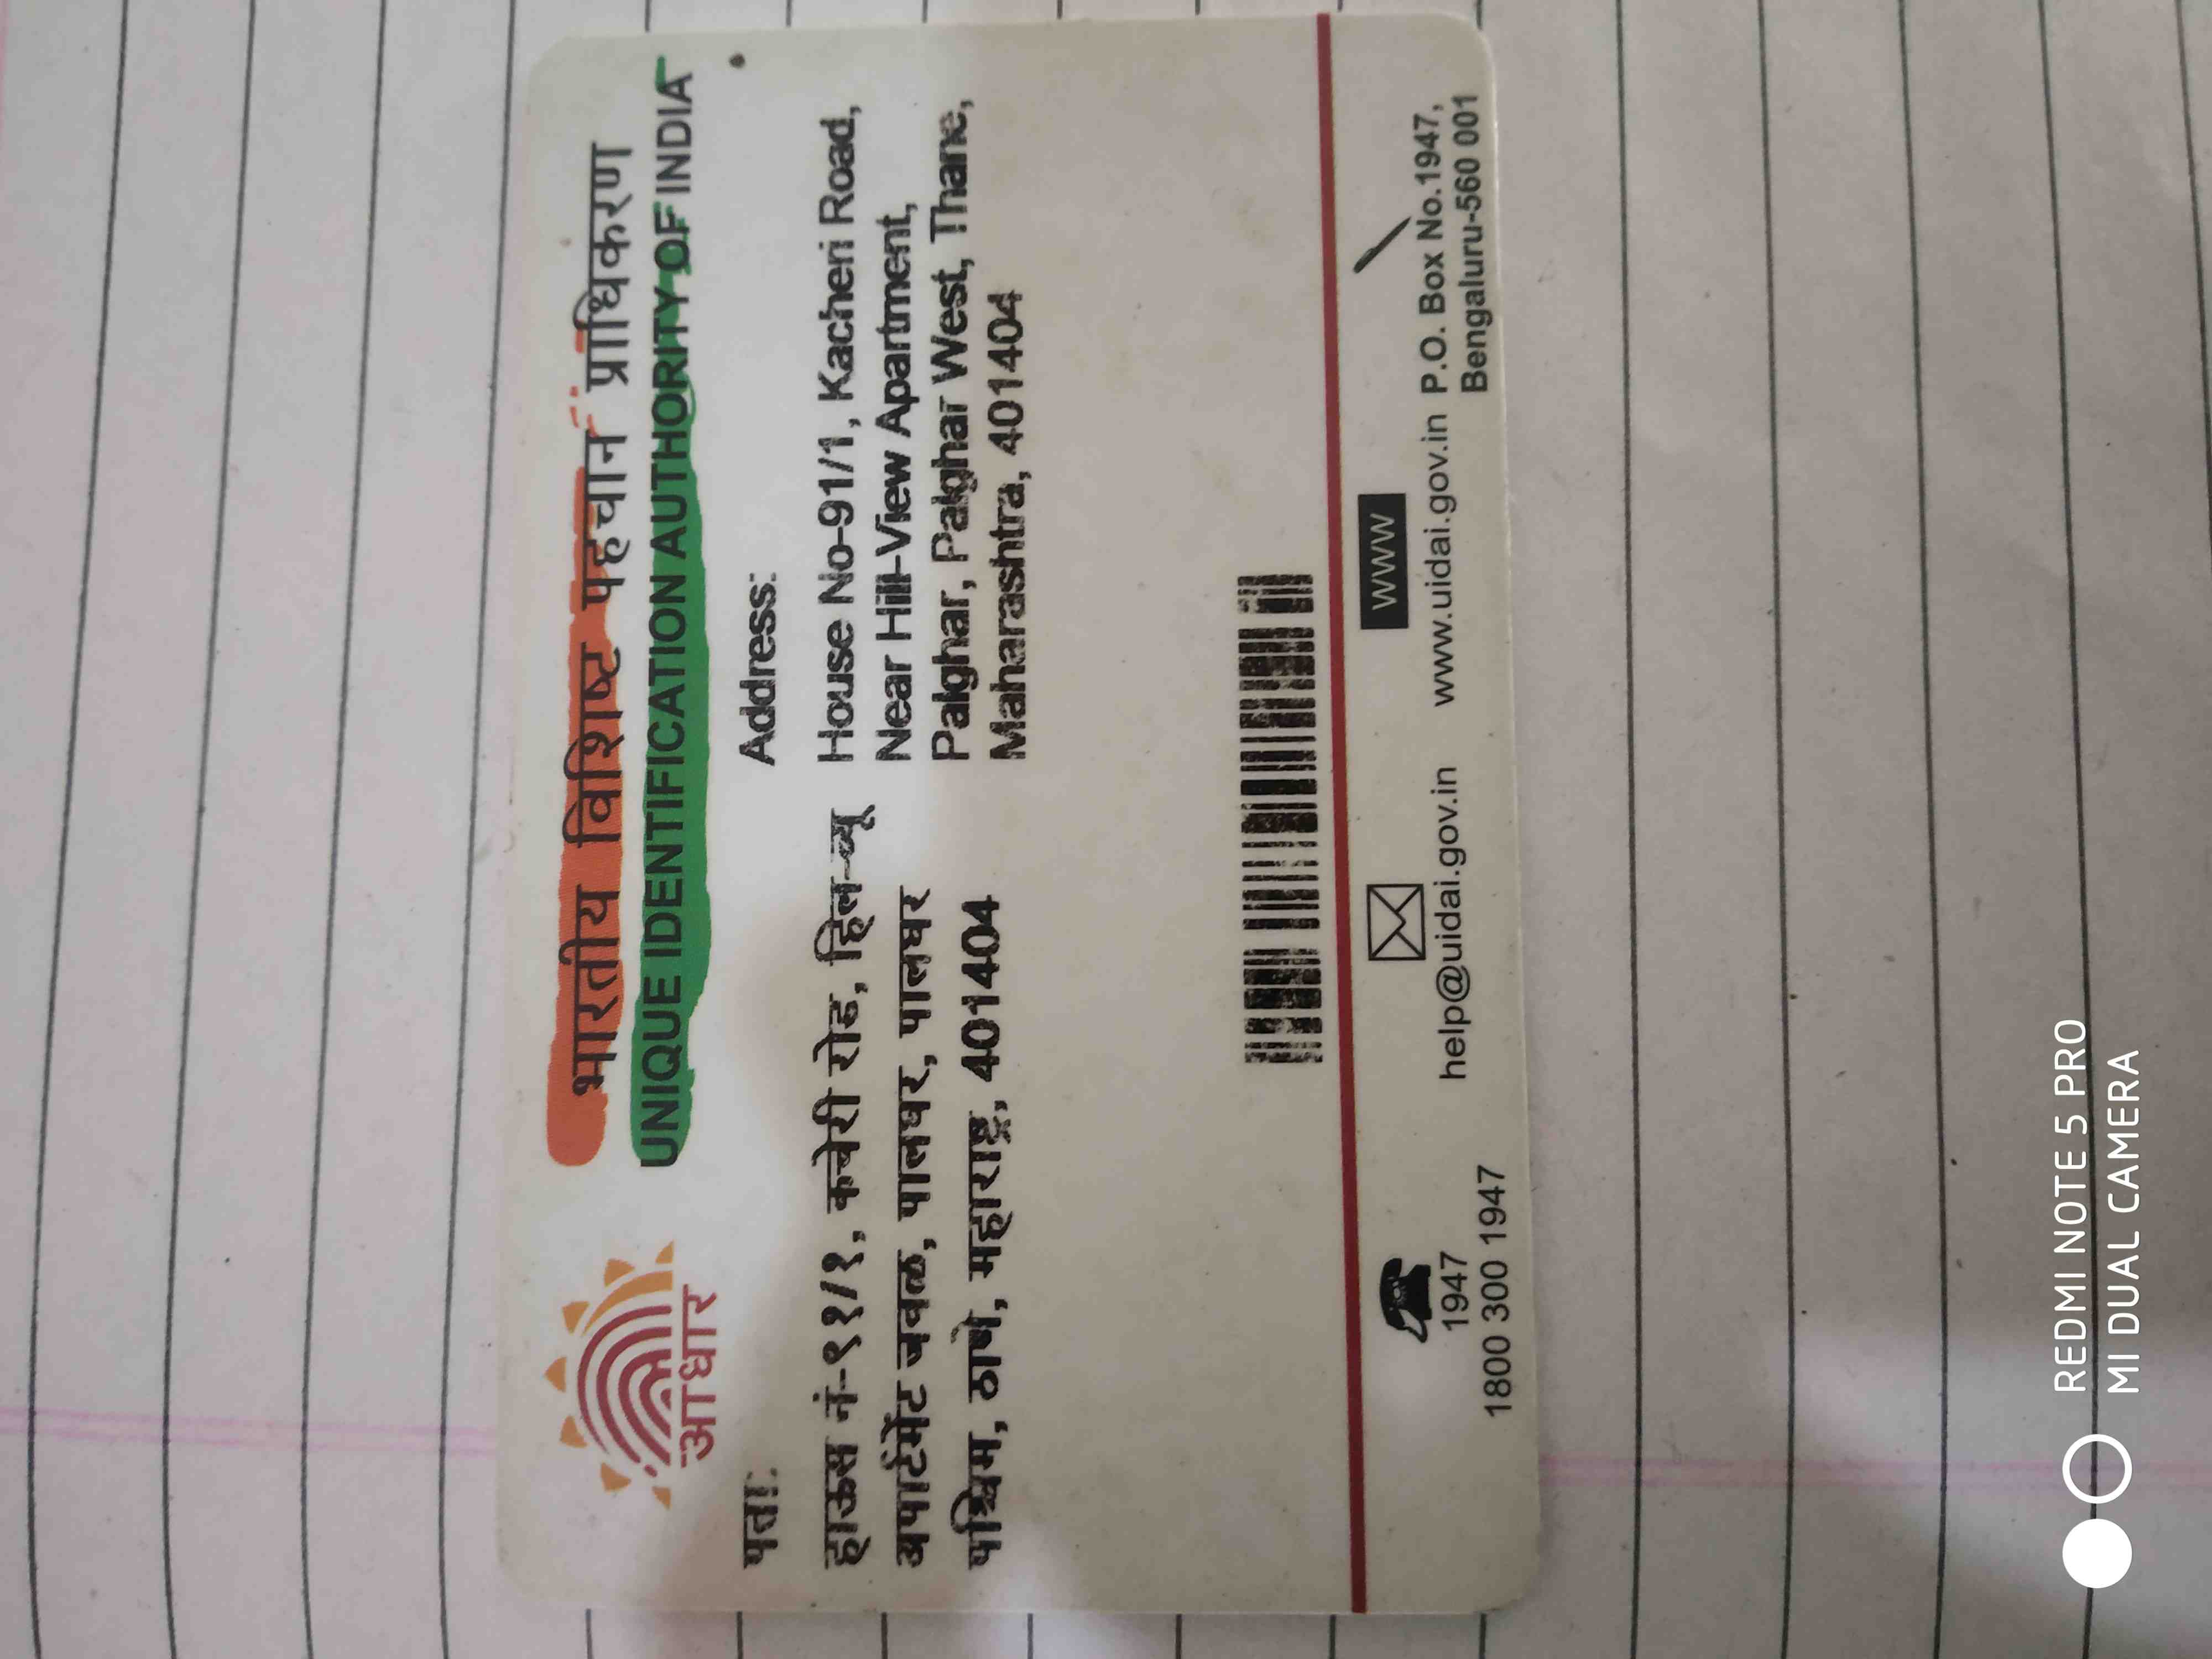 आधार
भारतीय विशिष्ट पहचान प्राधिकरण
UNIQUE IDENTIFICATION AUTHORITY OF INDIA
पत्ता:
हाऊस नं-९१/१, कचेरी रोड, हिल-व्यू
अपार्टमेंट जवळ, पालघर, पालघर
पश्चिम, ठाणे, महाराष्ट्र, 401404
Address:
House No-91/1, Kacheri Road,
Near Hill-View Apartment,
Palghar, Palghar West, Thane,
Maharashtra, 401404
1947
1800 300 1947
help@uidai.gov.in
WWW
www.uidai.gov.in
P.O. Box No.1947,
Bengaluru-560 001
REDMI NOTE 5 PRO
MI DUAL CAMERA